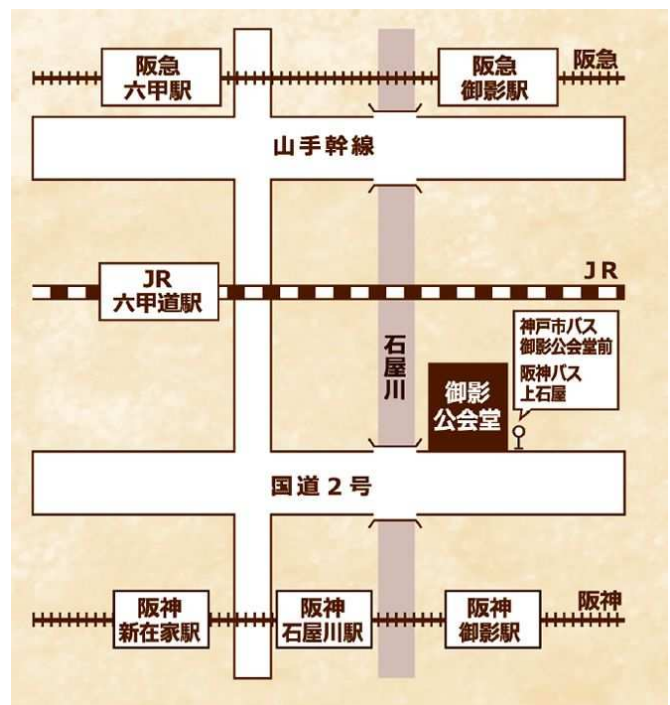 阪急
六甲駅
阪急
御影駅
阪急
山手幹線
JR
六甲道駅
JR
神戸市バス
御影公会堂前
阪神バス
上石屋
石屋川
御影
公会堂
国道2号
阪神
新在家駅
阪神
石屋川駅
阪神
御影駅
阪神